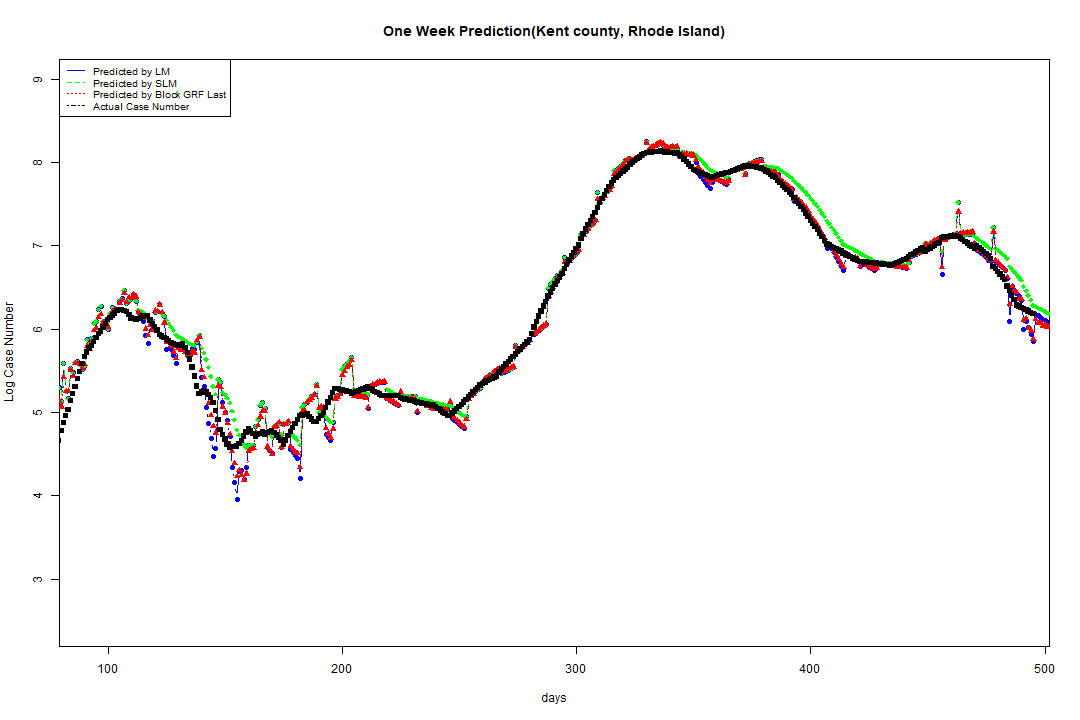 One Week Prediction(Kent county, Rhode Island)
Predicted by LM
Predicted by SLM
Predicted by Block GRF Last
Actual Case Number
Log Case Number
9
8
7
6
5
4
3
100 200 300 400 500
days